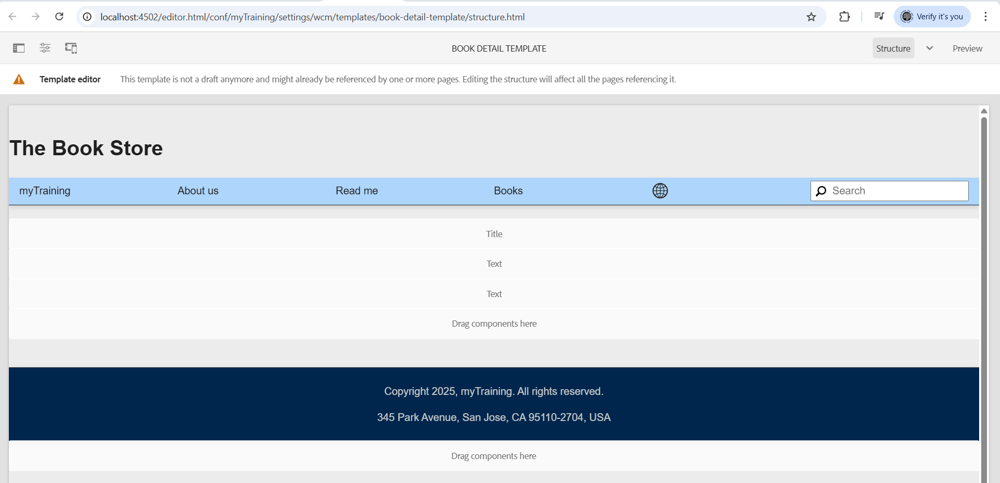 localhost:4502/editor.html/conf/myTraining/settings/wcm/templates/book-detail-template/structure.html
Verify it's you
BOOK DETAIL TEMPLATE
Structure
Preview
Template editor
This template is not a draft anymore and might already be referenced by one or more pages. Editing the structure will affect all the pages referencing it.
The Book Store
myTraining
About us
Read me
Books
Search
Title
Text
Text
Drag components here
Copyright 2025, myTraining. All rights reserved.
345 Park Avenue, San Jose, CA 95110-2704, USA
Drag components here